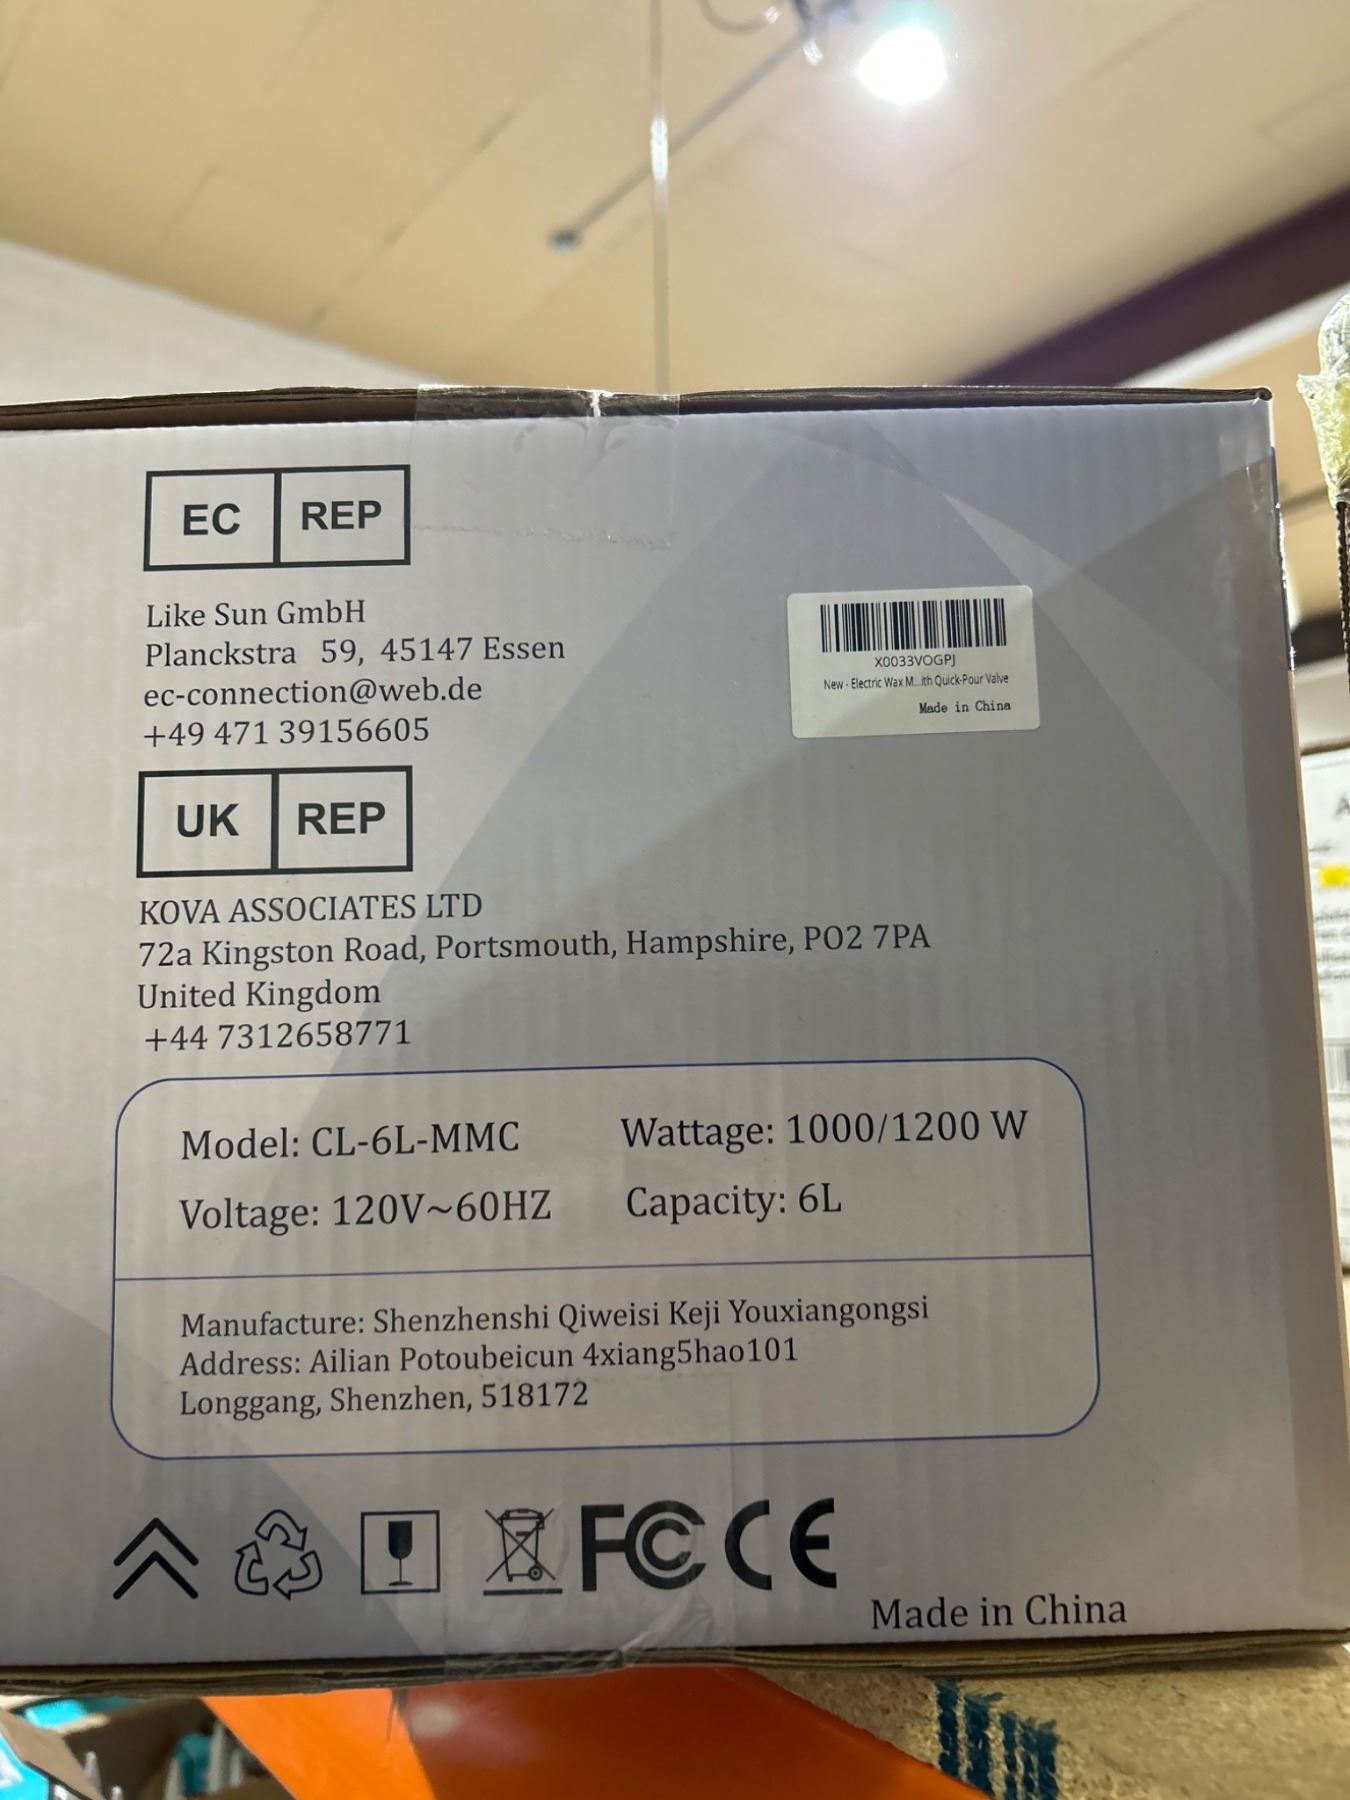 EC REP
Like Sun GmbH
Planckstra 59, 45147 Essen
ec-connection@web.de
+49 471 39156605
X0033VOGPJ
New - Electric Wax M...ith Quick-Pour Valve
Made in China
UK REP
KOVA ASSOCIATES LTD
72a Kingston Road, Portsmouth, Hampshire, PO2 7PA
United Kingdom
+44 7312658771
Model: CL-6L-MMC Wattage: 1000/1200 W
Voltage: 120V~60HZ Capacity: 6L
Manufacture: Shenzhenshi Qiweisi Keji Youxiangongsi
Address: Ailian Potoubeicun 4xiang5hao101
Longgang, Shenzhen, 518172
FC CE
Made in China